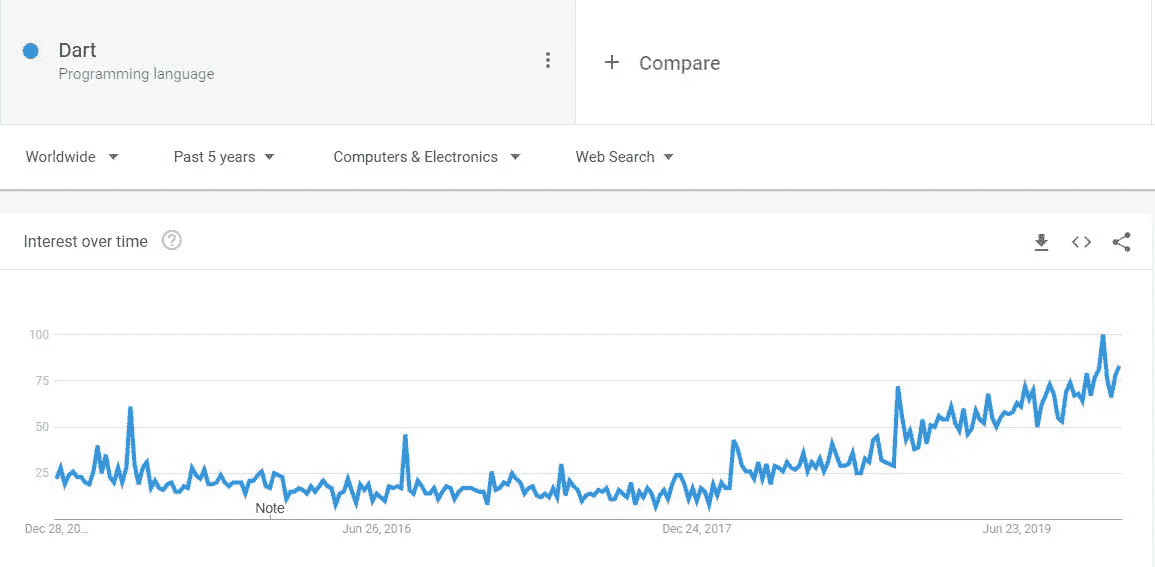 Dart
Programming language
+ Compare
Worldwide
Past 5 years
Computers & Electronics
Web Search
Interest over time ?
100
75
50
25
Note
Dec 28, 20...
Jun 26, 2016
Dec 24, 2017
Jun 23, 2019